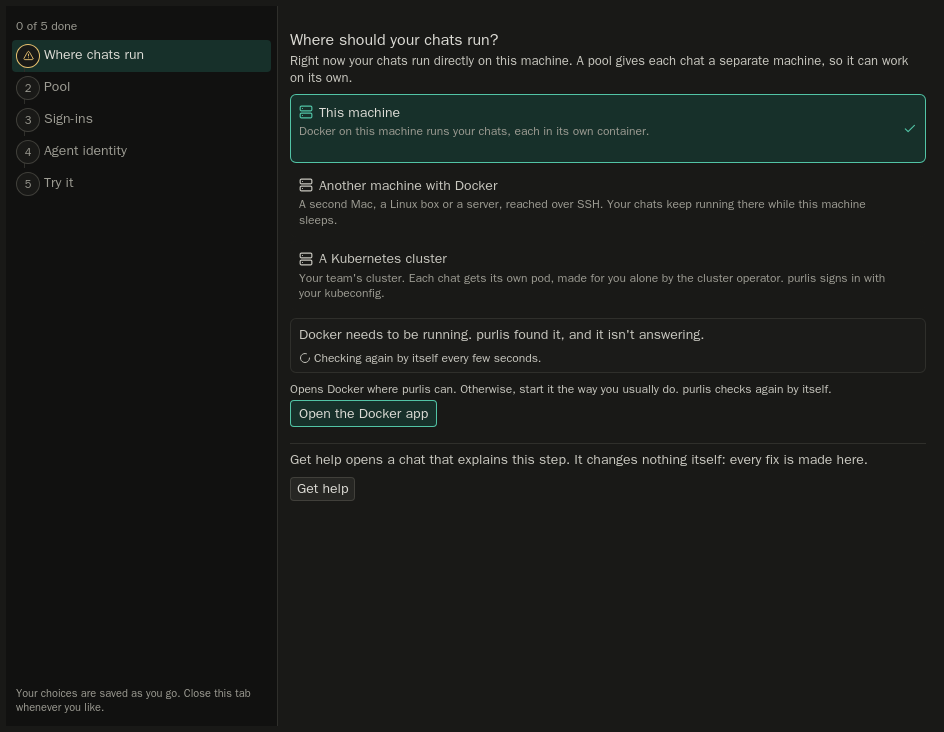 0 of 5 done
Where chats run
2 Pool
3 Sign-ins
4 Agent identity
5 Try it
Your choices are saved as you go. Close this tab
whenever you like.
Where should your chats run?
Right now your chats run directly on this machine. A pool gives each chat a separate machine, so it can work
on its own.
This machine
Docker on this machine runs your chats, each in its own container.
Another machine with Docker
A second Mac, a Linux box or a server, reached over SSH. Your chats keep running there while this machine
sleeps.
A Kubernetes cluster
Your team's cluster. Each chat gets its own pod, made for you alone by the cluster operator. purlis signs in with
your kubeconfig.
Docker needs to be running. purlis found it, and it isn't answering.
Checking again by itself every few seconds.
Opens Docker where purlis can. Otherwise, start it the way you usually do. purlis checks again by itself.
Open the Docker app
Get help opens a chat that explains this step. It changes nothing itself: every fix is made here.
Get help